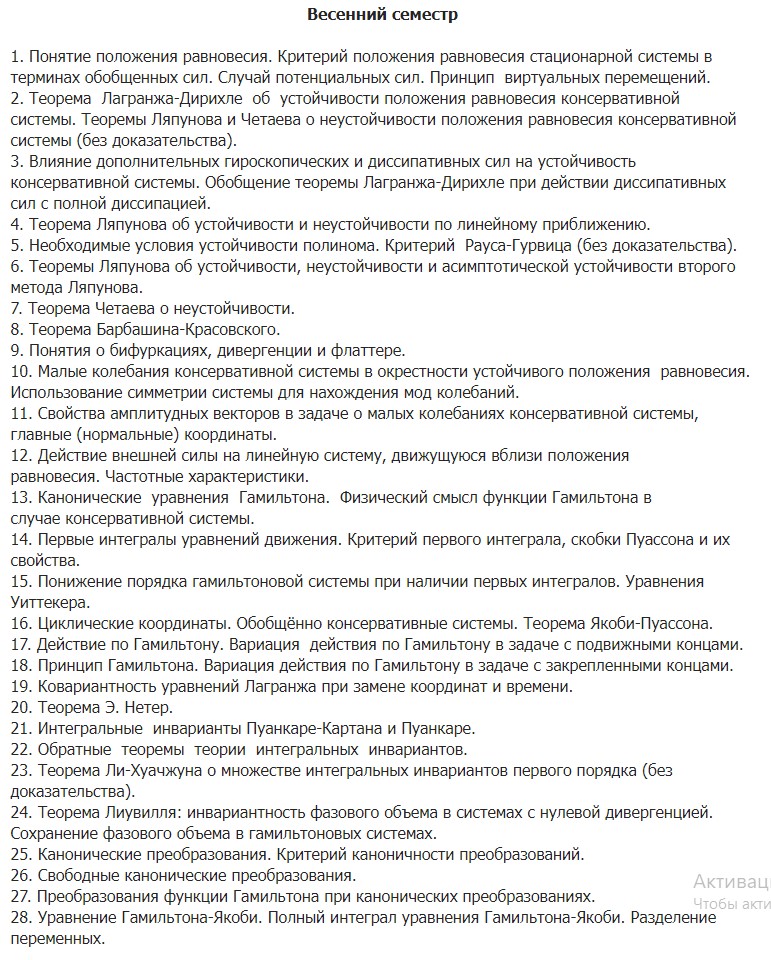 Весенний семестр
1. Понятие положения равновесия. Критерий положения равновесия стационарной системы в
терминах обобщенных сил. Случай потенциальных сил. Принцип виртуальных перемещений.
2. Теорема Лагранжа-Дирихле об устойчивости положения равновесия консервативной
системы. Теоремы Ляпунова и Четаева о неустойчивости положения равновесия консервативной
системы (без доказательства).
3. Влияние дополнительных гироскопических и диссипативных сил на устойчивость
консервативной системы. Обобщение теоремы Лагранжа-Дирихле при действии диссипативных
сил с полной диссипацией.
4. Теорема Ляпунова об устойчивости и неустойчивости по линейному приближению.
5. Необходимые условия устойчивости полинома. Критерий Рауса-Гурвица (без доказательства).
6. Теоремы Ляпунова об устойчивости, неустойчивости и асимптотической устойчивости второго
метода Ляпунова.
7. Теорема Четаева о неустойчивости.
8. Теорема Барбашина-Красовского.
9. Понятия о бифуркациях, дивергенции и флаттере.
10. Малые колебания консервативной системы в окрестности устойчивого положения равновесия.
Использование симметрии системы для нахождения мод колебаний.
11. Свойства амплитудных векторов в задаче о малых колебаниях консервативной системы,
главные (нормальные) координаты.
12. Действие внешней силы на линейную систему, движущуюся вблизи положения
равновесия. Частотные характеристики.
13. Канонические уравнения Гамильтона. Физический смысл функции Гамильтона в
случае консервативной системы.
14. Первые интегралы уравнений движения. Критерий первого интеграла, скобки Пуассона и их
свойства.
15. Понижение порядка гамильтоновой системы при наличии первых интегралов. Уравнения
Уиттекера.
16. Циклические координаты. Обобщённо консервативные системы. Теорема Якоби-Пуассона.
17. Действие по Гамильтону. Вариация действия по Гамильтону в задаче с подвижными концами.
18. Принцип Гамильтона. Вариация действия по Гамильтону в задаче с закрепленными концами.
19. Ковариантность уравнений Лагранжа при замене координат и времени.
20. Теорема Э. Нетер.
21. Интегральные инварианты Пуанкаре-Картана и Пуанкаре.
22. Обратные теоремы теории интегральных инвариантов.
23. Теорема Ли-Хуачжуна о множестве интегральных инвариантов первого порядка (без
доказательства).
24. Теорема Лиувилля: инвариантность фазового объема в системах с нулевой дивергенцией.
Сохранение фазового объема в гамильтоновых системах.
25. Канонические преобразования. Критерий каноничности преобразований.
26. Свободные канонические преобразования.
27. Преобразования функции Гамильтона при канонических преобразованиях.
28. Уравнение Гамильтона-Якоби. Полный интеграл уравнения Гамильтона-Якоби. Разделение
переменных.
Активаци
Чтобы акти